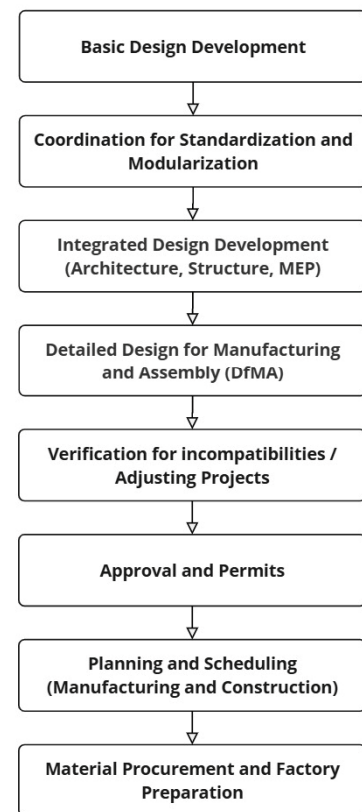 Basic Design Development
Coordination for Standardization and
Modularization
Integrated Design Development
(Architecture, Structure, MEP)
Detailed Design for Manufacturing
and Assembly (DfMA)
Verification for incompatibilities /
Adjusting Projects
Approval and Permits
Planning and Scheduling
(Manufacturing and Construction)
Material Procurement and Factory
Preparation